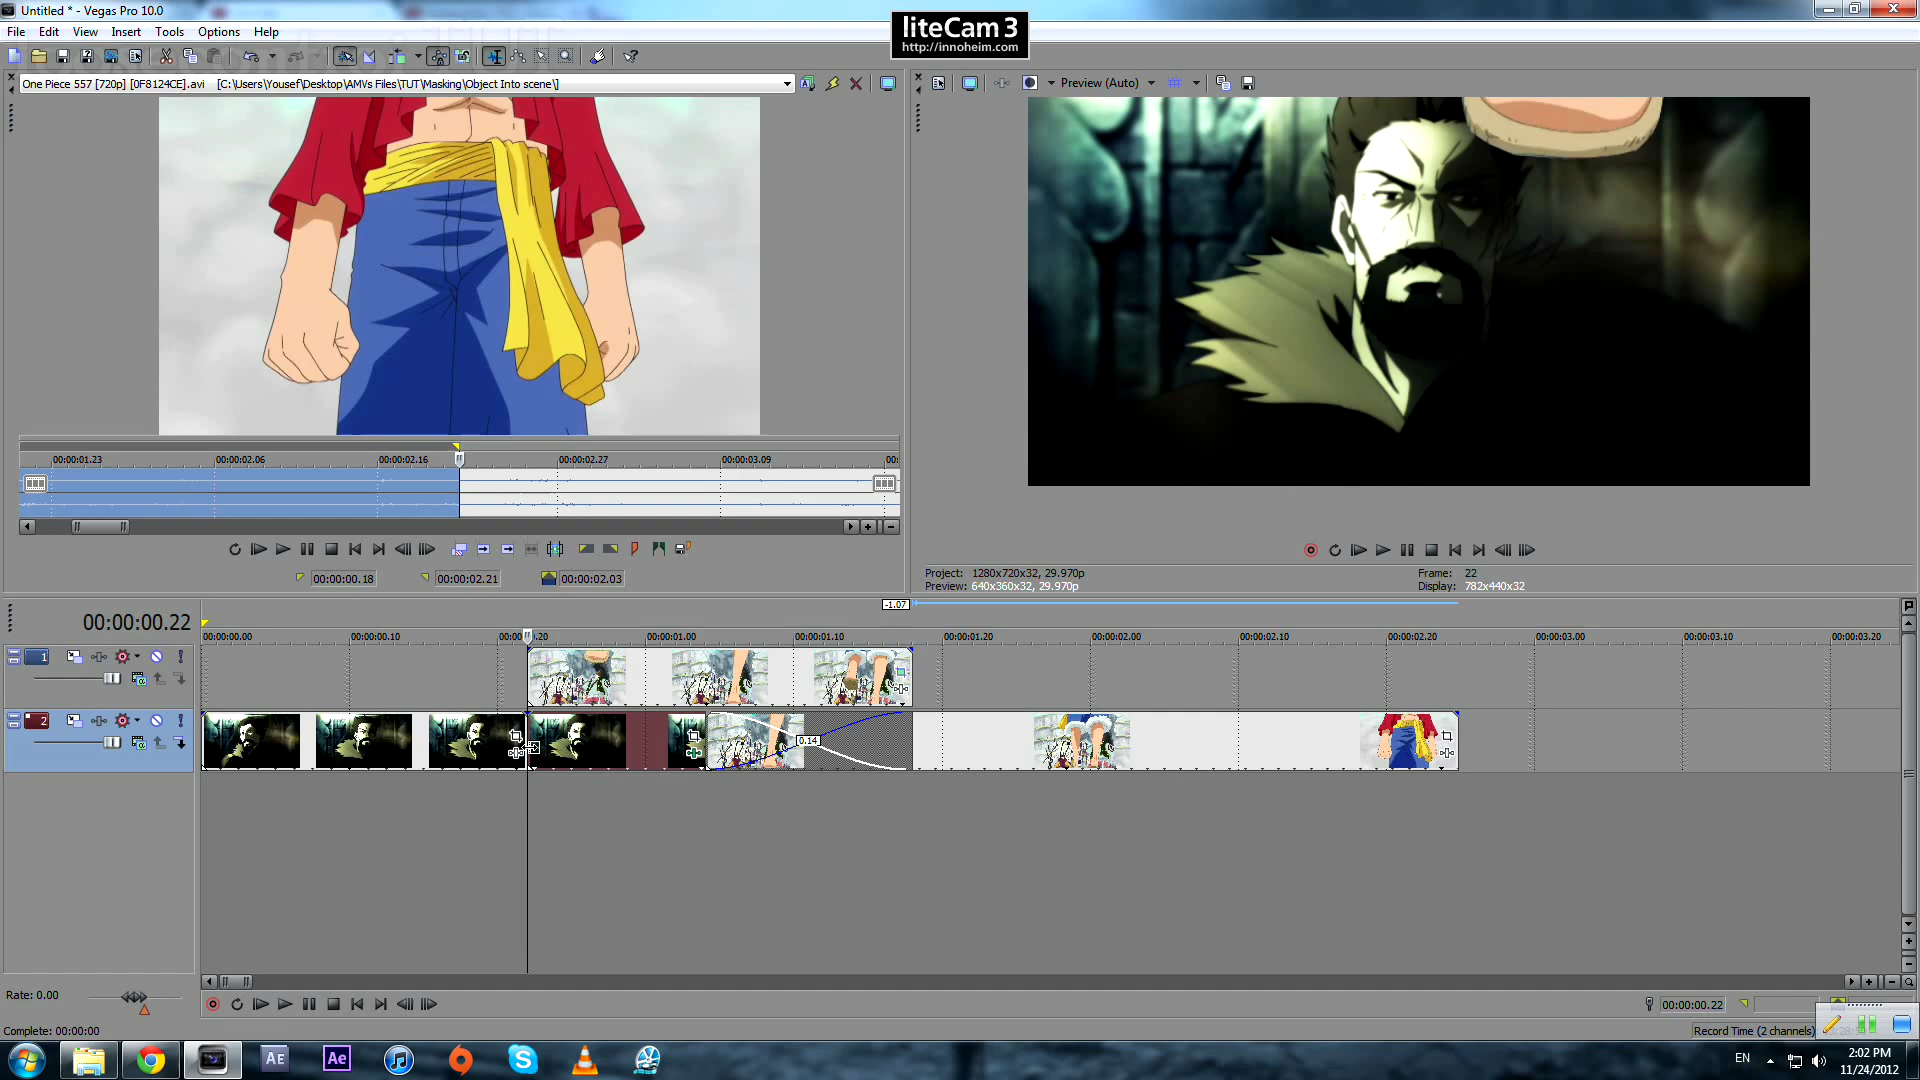 Untitled * - Vegas Pro 10.0
liteCam 3
http://innoheim.com
File Edit View Insert Tools Options Help
One Piece 557 [720p] [0F8124CE].avi [C:\Users\Yousef\Desktop\AMVs Files\TUT\Masking\Object Into scene\]
Preview (Auto)
00:00:01.23 00:00:02.06 00:00:02.16 00:00:02.27 00:00:03.09 00:
00:00:00.18 00:00:02.21 00:00:02.03
Project: 1280x720x32, 29.970p Frame: 22
Preview: 640x360x32, 29.970p Display: 782x440x32
-1.07
00:00:00.22
00:00:00.00 00:00:00.10 .20 00:00:01.00 00:00:01.10 00:00:01.20 00:00:02.00 00:00:02.10 00:00:02.20 00:00:03.00 00:00:03.10 00:00:03.20
1
2
0.14
Rate: 0.00
00:00:00.22
Complete: 00:00:00
Record Time (2 channels):
AE Ae
EN
2:02 PM
11/24/2012